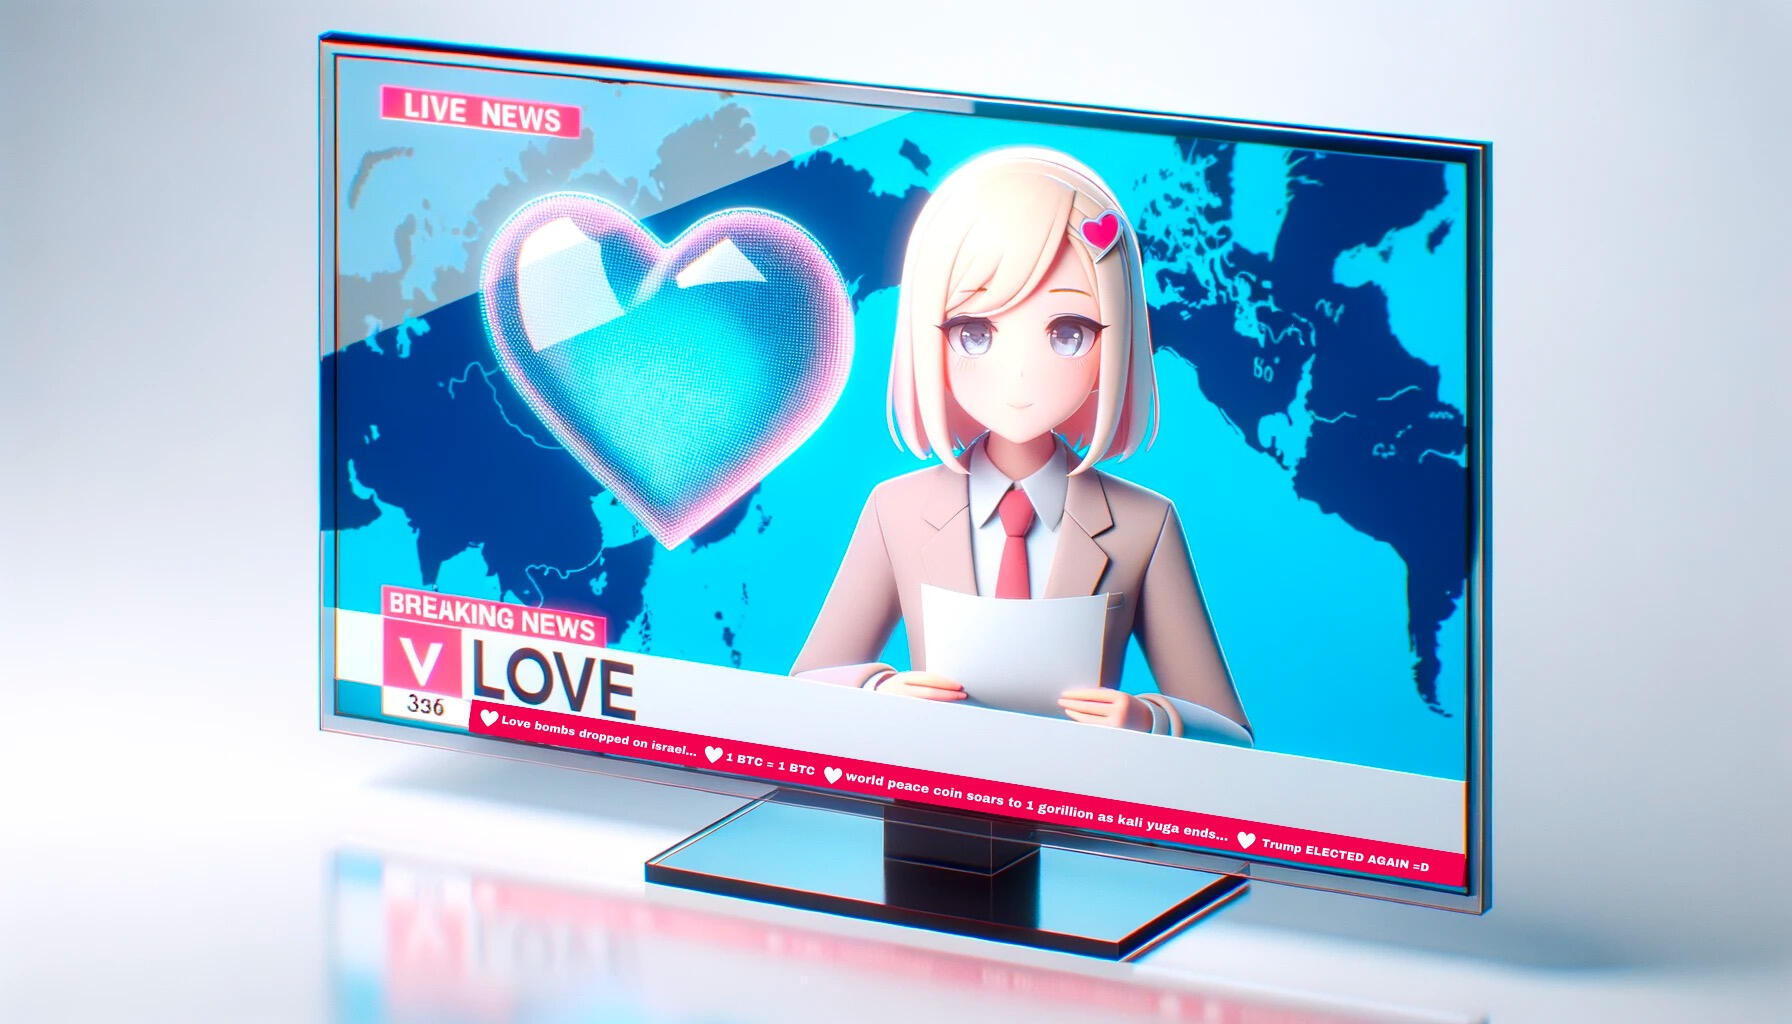 LIVE NEWS
BREAKING NEWS
V LOVE
336
Love bombs dropped on israel... 1 BTC = 1 BTC world peace coin soars to 1 gorillion as kali yuga ends... Trump ELECTED AGAIN =D